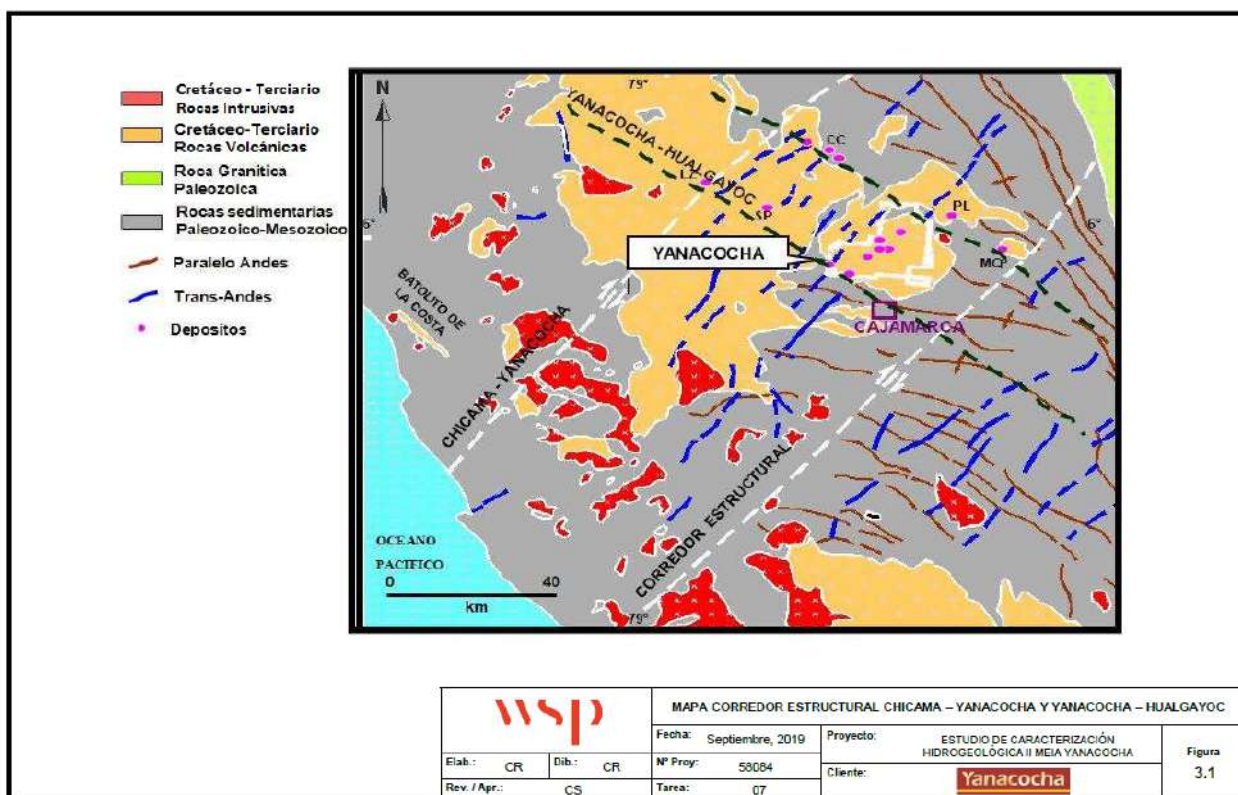 Cretáceo - Terciario
Rocas Intrusivas
Cretáceo-Terciario
Rocas Volcánicas
Roca Granitica
Paleozoica
Rocas sedimentarias
Paleozoico-Mesozoico
Paralelo Andes
Trans-Andes
Depositos
N
79°
YANACOCHA - HUALGAYOC
CC
LZ
SP
PL
6°
6°
YANACOCHA
MCP
BATOLITO DE
LA COSTA
CAJAMARCA
CHICAMA - YANACOCHA
CORREDOR ESTRUCTURAL
OCEANO
PACIFICO
0 40
km
79°
wsp
MAPA CORREDOR ESTRUCTURAL CHICAMA – YANACOCHA Y YANACOCHA – HUALGAYOC
Fecha: Septiembre, 2019
Proyecto: ESTUDIO DE CARACTERIZACIÓN
HIDROGEOLÓGICA II MEIA YANACOCHA
Figura
3.1
Elab.: CR Dib.: CR
Nº Proy: 58084
Cliente: Yanacocha
Rev. / Apr.: CS
Tarea: 07